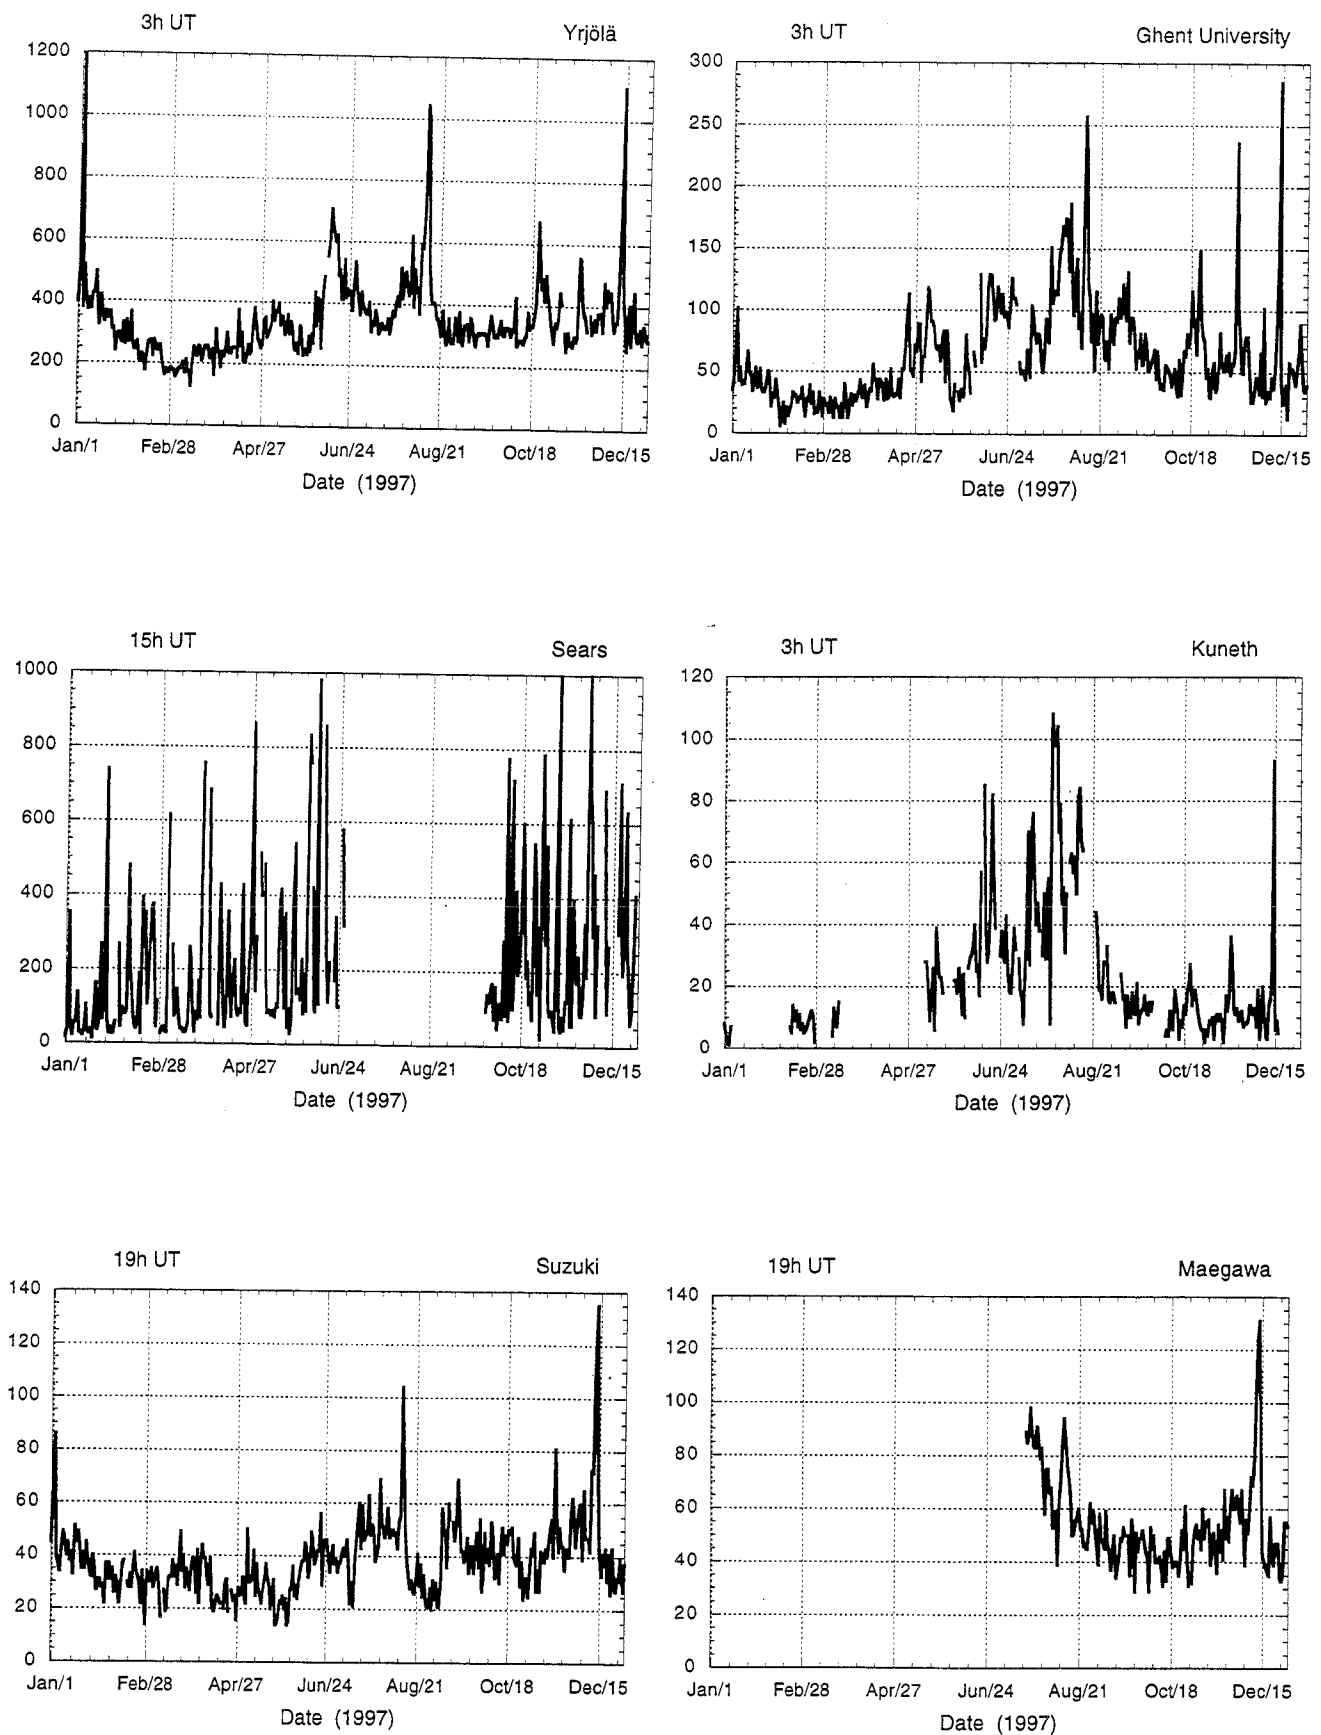 3h UT Yrjölä
1200
1000
800
600
400
200
0
Jan/1 Feb/28 Apr/27 Jun/24 Aug/21 Oct/18 Dec/15
Date (1997)
3h UT Ghent University
300
250
200
150
100
50
0
Jan/1 Feb/28 Apr/27 Jun/24 Aug/21 Oct/18 Dec/15
Date (1997)
15h UT Sears
1000
800
600
400
200
0
Jan/1 Feb/28 Apr/27 Jun/24 Aug/21 Oct/18 Dec/15
Date (1997)
3h UT Kuneth
120
100
80
60
40
20
0
Jan/1 Feb/28 Apr/27 Jun/24 Aug/21 Oct/18 Dec/15
Date (1997)
19h UT Suzuki
140
120
100
80
60
40
20
0
Jan/1 Feb/28 Apr/27 Jun/24 Aug/21 Oct/18 Dec/15
Date (1997)
19h UT Maegawa
140
120
100
80
60
40
20
0
Jan/1 Feb/28 Apr/27 Jun/24 Aug/21 Oct/18 Dec/15
Date (1997)